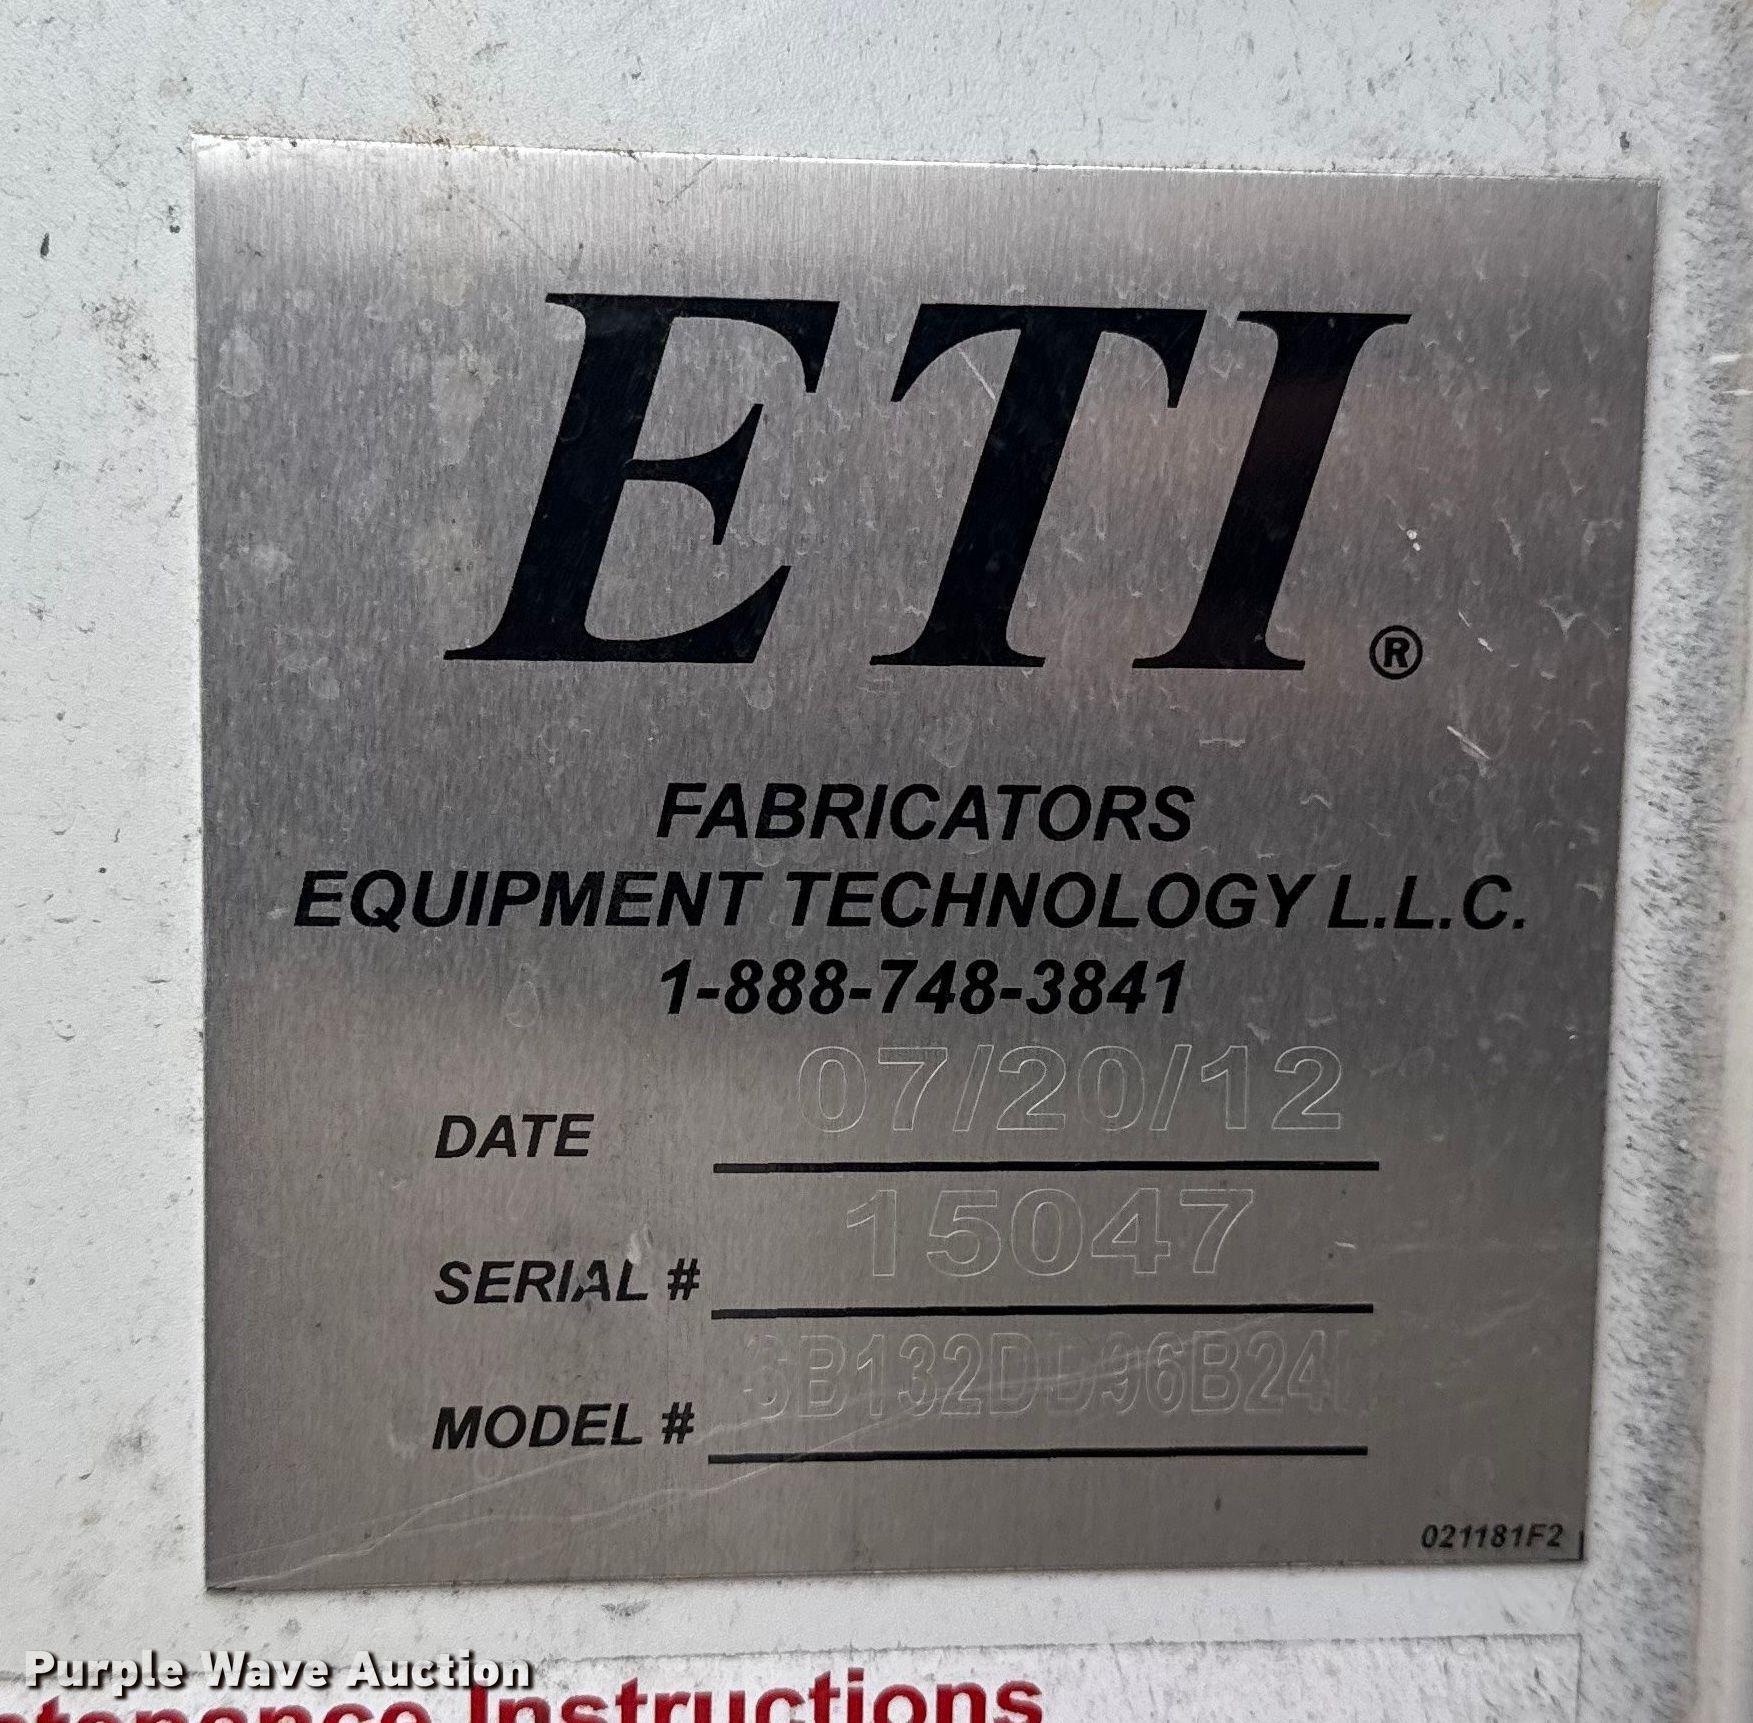 ETI®
FABRICATORS
EQUIPMENT TECHNOLOGY L.L.C.
1-888-748-3841
DATE 07/20/12
SERIAL # 15047
MODEL #
021181F2
Purple Wave Auction
Instructions